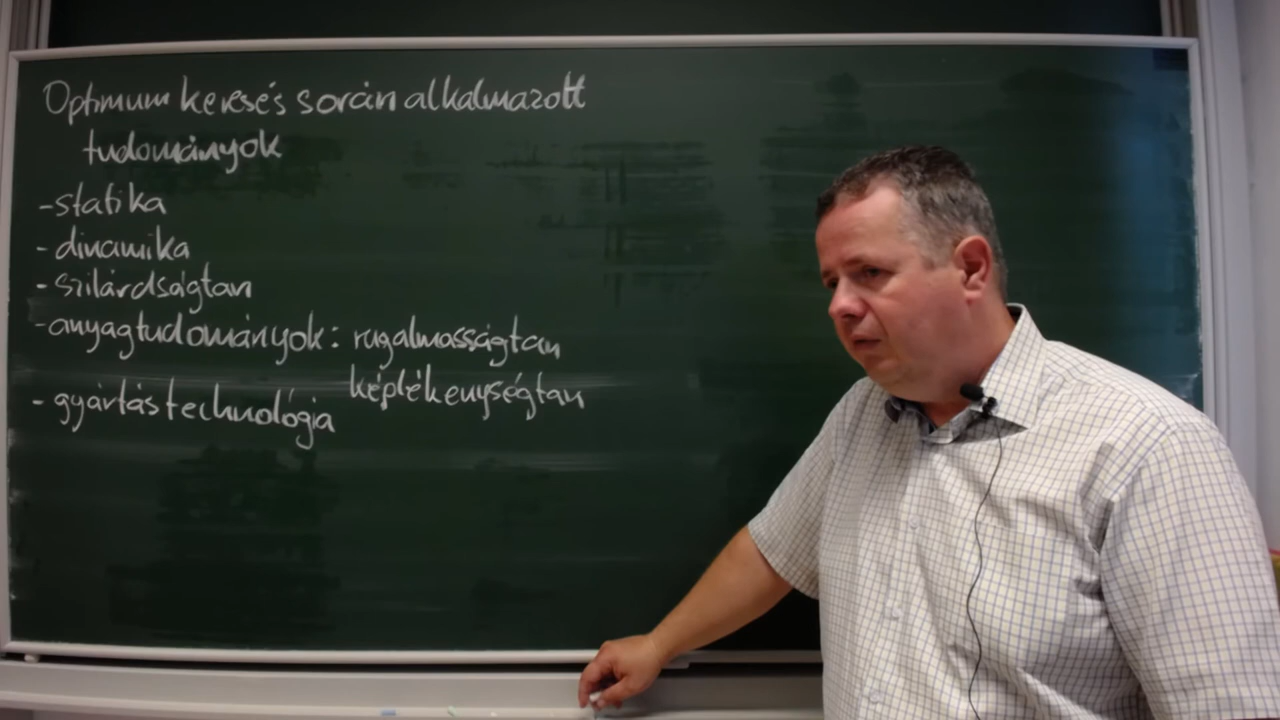 Optimum keresés során alkalmazott
tudományok
- statika
- dinamika
- szilárdságtan
- anyagtudományok: rugalmasságtan
képlékenységtan
- gyártástechnológia